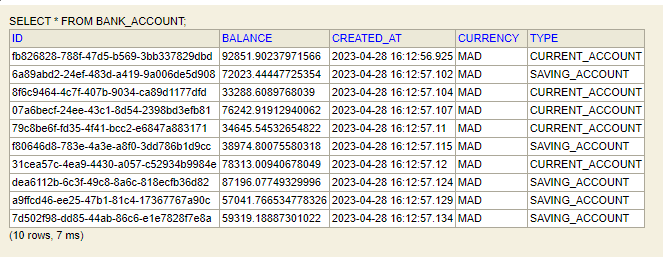 SELECT * FROM BANK_ACCOUNT;
ID BALANCE CREATED_AT CURRENCY TYPE
fb826828-788f-47d5-b569-3bb337829dbd 92851.90237971566 2023-04-28 16:12:56.925 MAD CURRENT_ACCOUNT
6a89abd2-24ef-483d-a419-9a006de5d908 72023.44447725354 2023-04-28 16:12:57.102 MAD SAVING_ACCOUNT
8f6c9464-4c7f-407b-9034-ca89d1177dfd 33288.6089768039 2023-04-28 16:12:57.104 MAD CURRENT_ACCOUNT
07a6becf-24ee-43c1-8d54-2398bd3efb81 76242.91912940062 2023-04-28 16:12:57.107 MAD CURRENT_ACCOUNT
79c8be6f-fd35-4f41-bcc2-e6847a883171 34645.54532654822 2023-04-28 16:12:57.11 MAD CURRENT_ACCOUNT
f80646d8-783e-4a3e-a8f0-3dd786b1d9cc 38974.80075580318 2023-04-28 16:12:57.115 MAD SAVING_ACCOUNT
31cea57c-4ea9-4430-a057-c52934b9984e 78313.00940678049 2023-04-28 16:12:57.12 MAD CURRENT_ACCOUNT
dea6112b-6c3f-49c8-8a6c-818ecfb36d82 87196.07749329996 2023-04-28 16:12:57.124 MAD SAVING_ACCOUNT
a9ffcd46-ee25-47b1-81c4-17367767a90c 57041.766534778326 2023-04-28 16:12:57.129 MAD SAVING_ACCOUNT
7d502f98-dd85-44ab-86c6-e1e7828f7e8a 59319.18887301022 2023-04-28 16:12:57.134 MAD SAVING_ACCOUNT
(10 rows, 7 ms)